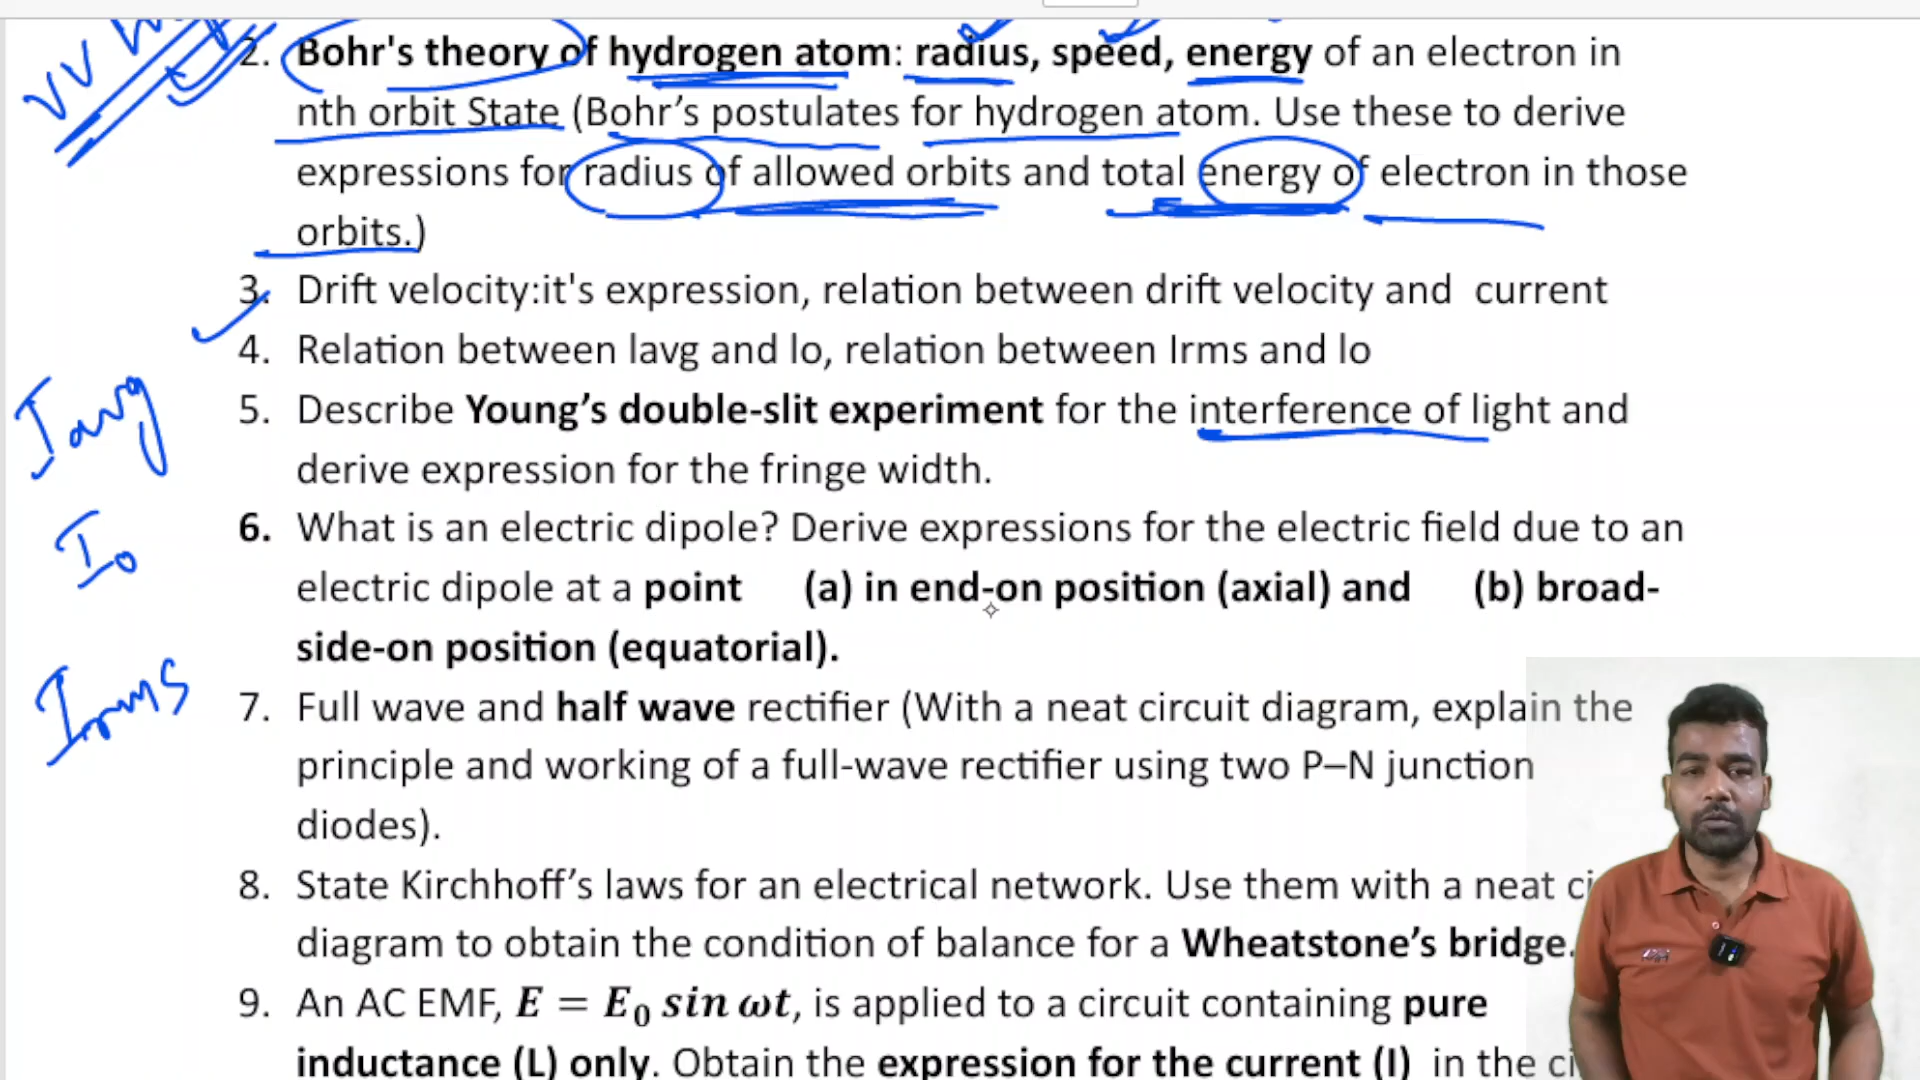 VV
2. Bohr's theory of hydrogen atom: radius, speed, energy of an electron in
nth orbit State (Bohr’s postulates for hydrogen atom. Use these to derive
expressions for radius of allowed orbits and total energy of electron in those
orbits.)
3. Drift velocity:it's expression, relation between drift velocity and current
4. Relation between Iavg and Io, relation between Irms and Io
Iavg
5. Describe Young’s double-slit experiment for the interference of light and
derive expression for the fringe width.
Io
6. What is an electric dipole? Derive expressions for the electric field due to an
electric dipole at a point (a) in end-on position (axial) and (b) broad-
side-on position (equatorial).
Irms
7. Full wave and half wave rectifier (With a neat circuit diagram, explain the
principle and working of a full-wave rectifier using two P–N junction
diodes).
8. State Kirchhoff’s laws for an electrical network. Use them with a neat ci
diagram to obtain the condition of balance for a Wheatstone’s bridge.
9. An AC EMF, E = E₀ sin ωt, is applied to a circuit containing pure
inductance (L) only. Obtain the expression for the current (I) in the ci